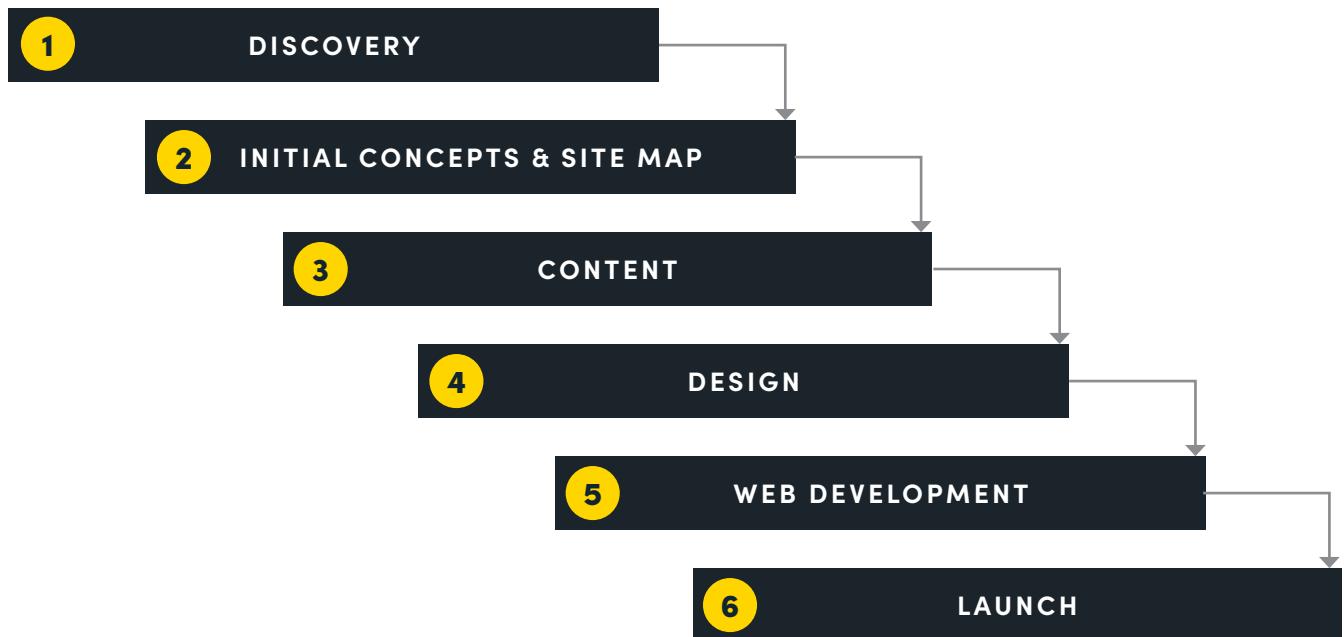 1 DISCOVERY
2 INITIAL CONCEPTS & SITE MAP
3 CONTENT
4 DESIGN
5 WEB DEVELOPMENT
6 LAUNCH